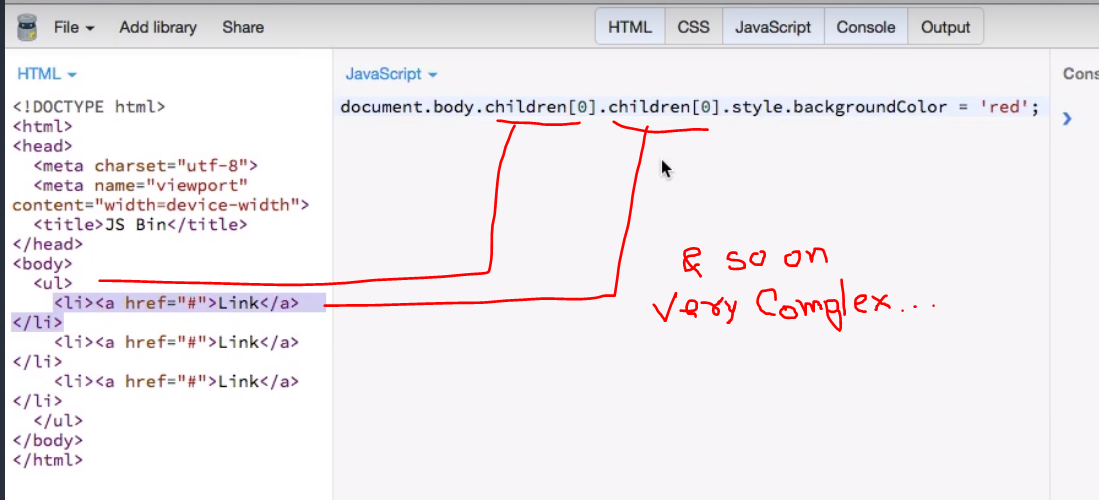 File Add library Share HTML CSS JavaScript Console Output
HTML
<!DOCTYPE html>
<html>
<head>
<meta charset="utf-8">
<meta name="viewport"
content="width=device-width">
<title>JS Bin</title>
</head>
<body>
<ul>
<li><a href="#">Link</a>
</li>
<li><a href="#">Link</a>
</li>
<li><a href="#">Link</a>
</li>
</ul>
</body>
</html>
JavaScript
document.body.children[0].children[0].style.backgroundColor = 'red';
& so on
Very Complex...
Cons